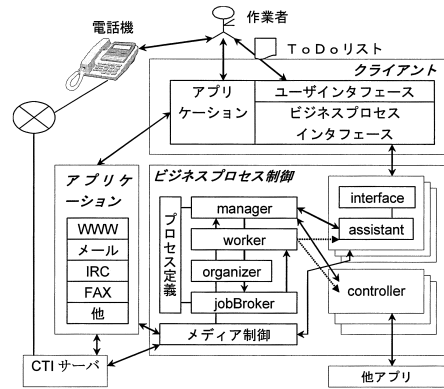 作業者
電話機
ＴｏＤｏリスト
クライアント
アプリ
ケーション
ユーザインタフェース
ビジネスプロセス
インタフェース
アプリケ
ーション
WWW
メール
IRC
FAX
他
ビジネスプロセス制御
プロセス定義
manager
worker
organizer
jobBroker
メディア制御
interface
assistant
controller
CTI サーバ
他アプリ